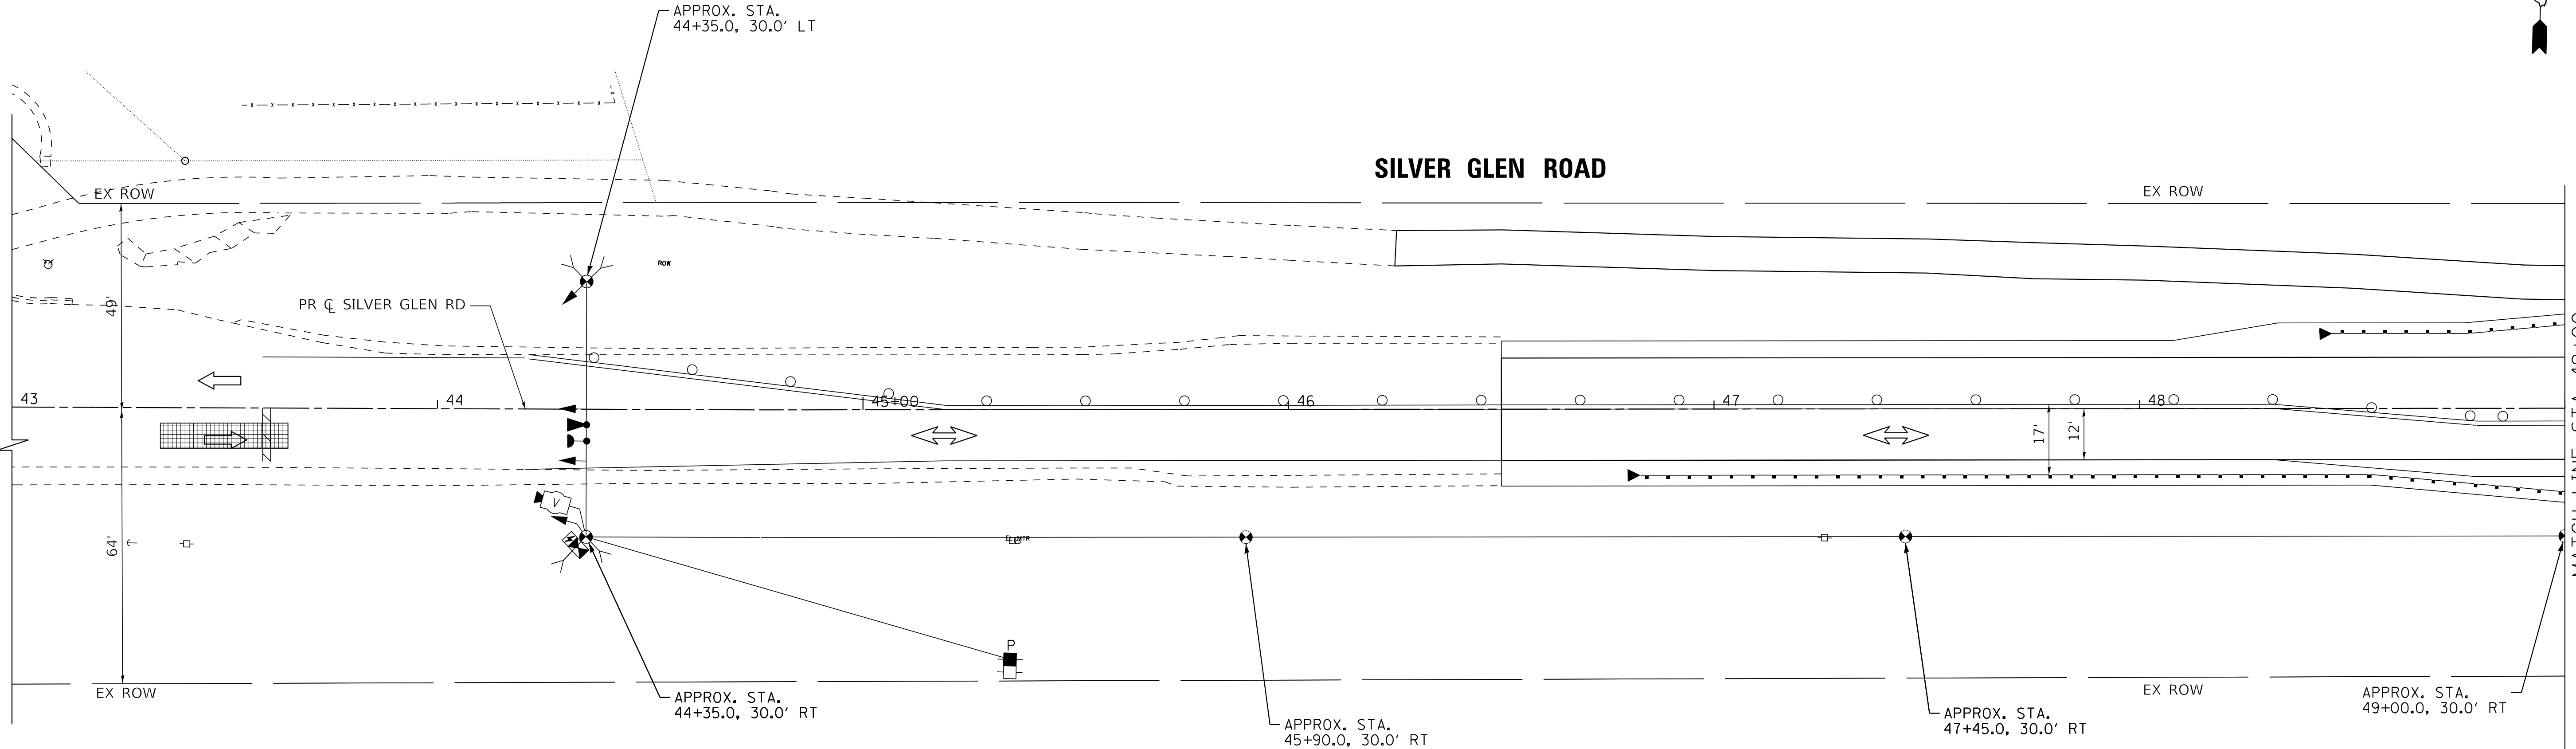 APPROX. STA.
44+35.0, 30.0' LT
SILVER GLEN ROAD
EX ROW
EX ROW
ROW
49'
PR ℄ SILVER GLEN RD
43
44
45+00
46
47
48
17'
12'
V
64'
P
EX ROW
EX ROW
APPROX. STA.
44+35.0, 30.0' RT
APPROX. STA.
45+90.0, 30.0' RT
APPROX. STA.
47+45.0, 30.0' RT
APPROX. STA.
49+00.0, 30.0' RT